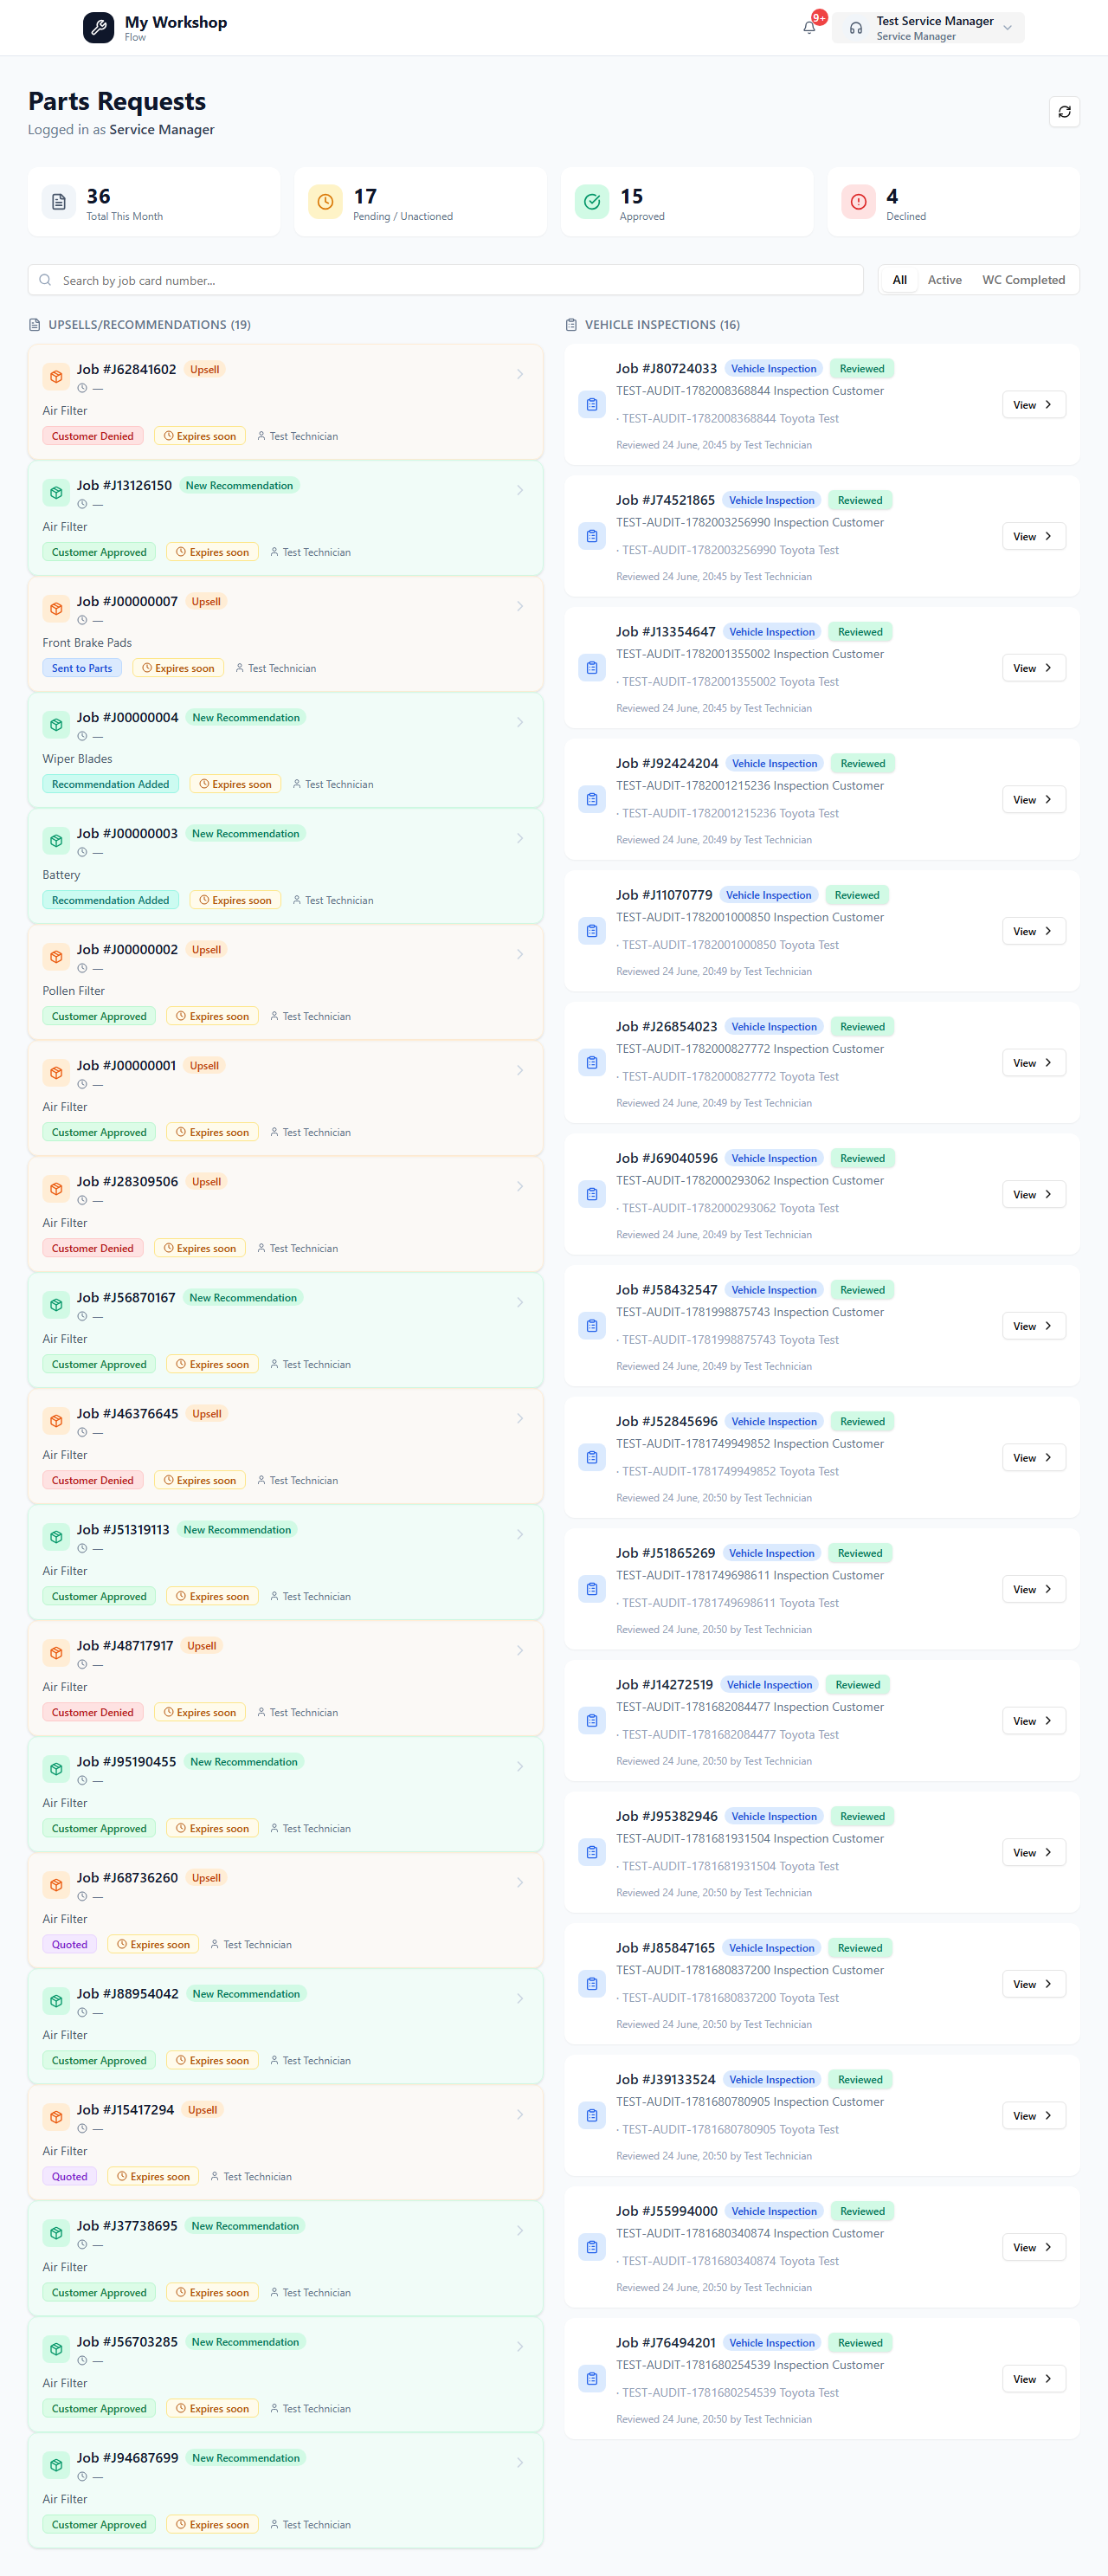 My Workshop
Flow
9+
Test Service Manager
Service Manager
Parts Requests
Logged in as Service Manager
36
Total This Month
17
Pending / Unactioned
15
Approved
4
Declined
Search by job card number...
All Active WC Completed
UPSELLS/RECOMMENDATIONS (19)
Job #J62841602 Upsell
—
Air Filter
Customer Denied Expires soon Test Technician
Job #J13126150 New Recommendation
—
Air Filter
Customer Approved Expires soon Test Technician
Job #J00000007 Upsell
—
Front Brake Pads
Sent to Parts Expires soon Test Technician
Job #J00000004 New Recommendation
—
Wiper Blades
Recommendation Added Expires soon Test Technician
Job #J00000003 New Recommendation
—
Battery
Recommendation Added Expires soon Test Technician
Job #J00000002 Upsell
—
Pollen Filter
Customer Approved Expires soon Test Technician
Job #J00000001 Upsell
—
Air Filter
Customer Approved Expires soon Test Technician
Job #J28309506 Upsell
—
Air Filter
Customer Denied Expires soon Test Technician
Job #J56870167 New Recommendation
—
Air Filter
Customer Approved Expires soon Test Technician
Job #J46376645 Upsell
—
Air Filter
Customer Denied Expires soon Test Technician
Job #J51319113 New Recommendation
—
Air Filter
Customer Approved Expires soon Test Technician
Job #J48717917 Upsell
—
Air Filter
Customer Denied Expires soon Test Technician
Job #J95190455 New Recommendation
—
Air Filter
Customer Approved Expires soon Test Technician
Job #J68736260 Upsell
—
Air Filter
Quoted Expires soon Test Technician
Job #J88954042 New Recommendation
—
Air Filter
Customer Approved Expires soon Test Technician
Job #J15417294 Upsell
—
Air Filter
Quoted Expires soon Test Technician
Job #J37738695 New Recommendation
—
Air Filter
Customer Approved Expires soon Test Technician
Job #J56703285 New Recommendation
—
Air Filter
Customer Approved Expires soon Test Technician
Job #J94687699 New Recommendation
—
Air Filter
Customer Approved Expires soon Test Technician
VEHICLE INSPECTIONS (16)
Job #J80724033 Vehicle Inspection Reviewed
TEST-AUDIT-1782008368844 Inspection Customer
View
· TEST-AUDIT-1782008368844 Toyota Test
Reviewed 24 June, 20:45 by Test Technician
Job #J74521865 Vehicle Inspection Reviewed
TEST-AUDIT-1782003256990 Inspection Customer
View
· TEST-AUDIT-1782003256990 Toyota Test
Reviewed 24 June, 20:45 by Test Technician
Job #J13354647 Vehicle Inspection Reviewed
TEST-AUDIT-1782001355002 Inspection Customer
View
· TEST-AUDIT-1782001355002 Toyota Test
Reviewed 24 June, 20:45 by Test Technician
Job #J92424204 Vehicle Inspection Reviewed
TEST-AUDIT-1782001215236 Inspection Customer
View
· TEST-AUDIT-1782001215236 Toyota Test
Reviewed 24 June, 20:49 by Test Technician
Job #J11070779 Vehicle Inspection Reviewed
TEST-AUDIT-1782001000850 Inspection Customer
View
· TEST-AUDIT-1782001000850 Toyota Test
Reviewed 24 June, 20:49 by Test Technician
Job #J26854023 Vehicle Inspection Reviewed
TEST-AUDIT-1782000827772 Inspection Customer
View
· TEST-AUDIT-1782000827772 Toyota Test
Reviewed 24 June, 20:49 by Test Technician
Job #J69040596 Vehicle Inspection Reviewed
TEST-AUDIT-1782000293062 Inspection Customer
View
· TEST-AUDIT-1782000293062 Toyota Test
Reviewed 24 June, 20:49 by Test Technician
Job #J58432547 Vehicle Inspection Reviewed
TEST-AUDIT-1781998875743 Inspection Customer
View
· TEST-AUDIT-1781998875743 Toyota Test
Reviewed 24 June, 20:49 by Test Technician
Job #J52845696 Vehicle Inspection Reviewed
TEST-AUDIT-1781749949852 Inspection Customer
View
· TEST-AUDIT-1781749949852 Toyota Test
Reviewed 24 June, 20:50 by Test Technician
Job #J51865269 Vehicle Inspection Reviewed
TEST-AUDIT-1781749698611 Inspection Customer
View
· TEST-AUDIT-1781749698611 Toyota Test
Reviewed 24 June, 20:50 by Test Technician
Job #J14272519 Vehicle Inspection Reviewed
TEST-AUDIT-1781682084477 Inspection Customer
View
· TEST-AUDIT-1781682084477 Toyota Test
Reviewed 24 June, 20:50 by Test Technician
Job #J95382946 Vehicle Inspection Reviewed
TEST-AUDIT-1781681931504 Inspection Customer
View
· TEST-AUDIT-1781681931504 Toyota Test
Reviewed 24 June, 20:50 by Test Technician
Job #J85847165 Vehicle Inspection Reviewed
TEST-AUDIT-1781680837200 Inspection Customer
View
· TEST-AUDIT-1781680837200 Toyota Test
Reviewed 24 June, 20:50 by Test Technician
Job #J39133524 Vehicle Inspection Reviewed
TEST-AUDIT-1781680780905 Inspection Customer
View
· TEST-AUDIT-1781680780905 Toyota Test
Reviewed 24 June, 20:50 by Test Technician
Job #J55994000 Vehicle Inspection Reviewed
TEST-AUDIT-1781680340874 Inspection Customer
View
· TEST-AUDIT-1781680340874 Toyota Test
Reviewed 24 June, 20:50 by Test Technician
Job #J76494201 Vehicle Inspection Reviewed
TEST-AUDIT-1781680254539 Inspection Customer
View
· TEST-AUDIT-1781680254539 Toyota Test
Reviewed 24 June, 20:50 by Test Technician